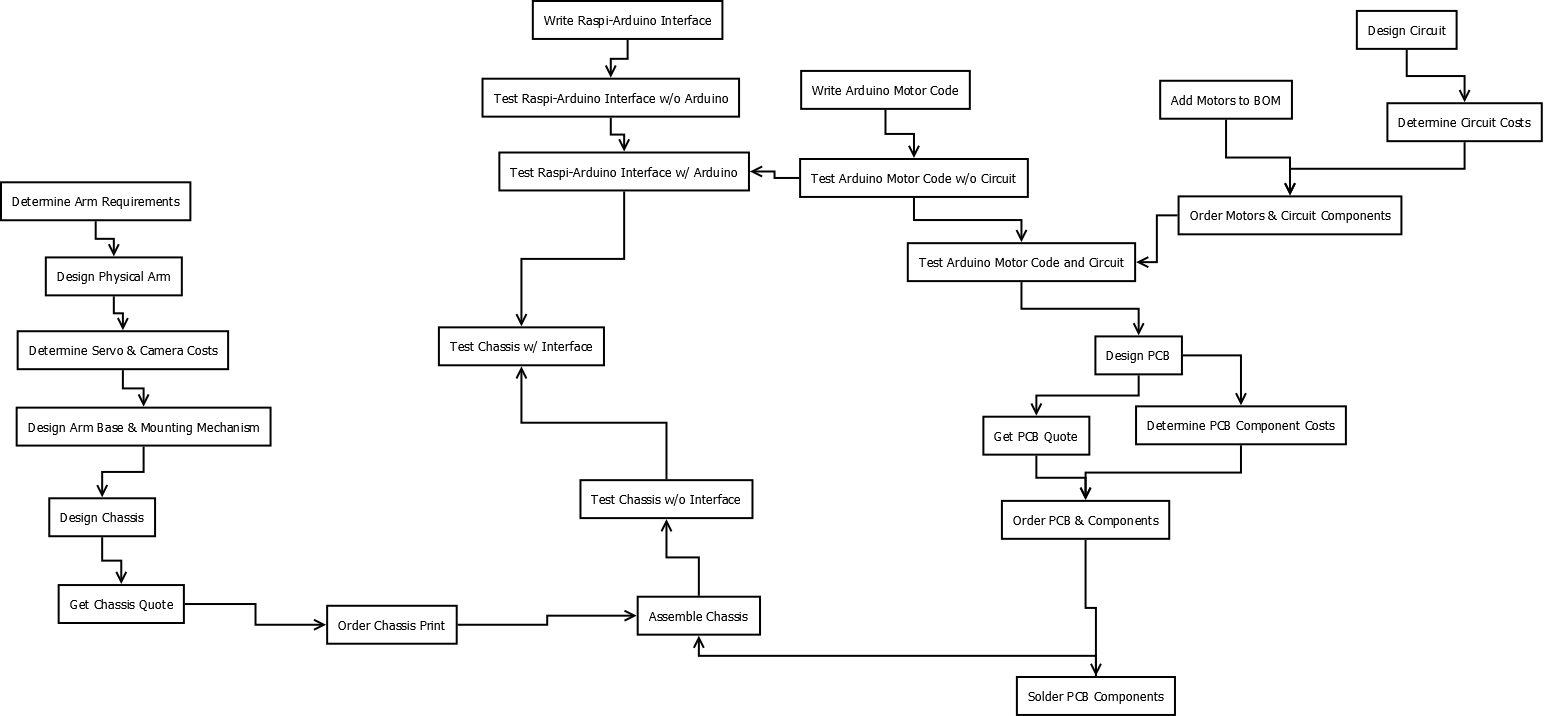 Write Raspi-Arduino Interface
Design Circuit
Test Raspi-Arduino Interface w/o Arduino
Write Arduino Motor Code
Add Motors to BOM
Determine Circuit Costs
Test Raspi-Arduino Interface w/ Arduino
Test Arduino Motor Code w/o Circuit
Determine Arm Requirements
Order Motors & Circuit Components
Design Physical Arm
Test Arduino Motor Code and Circuit
Determine Servo & Camera Costs
Test Chassis w/ Interface
Design PCB
Design Arm Base & Mounting Mechanism
Get PCB Quote
Determine PCB Component Costs
Design Chassis
Test Chassis w/o Interface
Order PCB & Components
Get Chassis Quote
Order Chassis Print
Assemble Chassis
Solder PCB Components